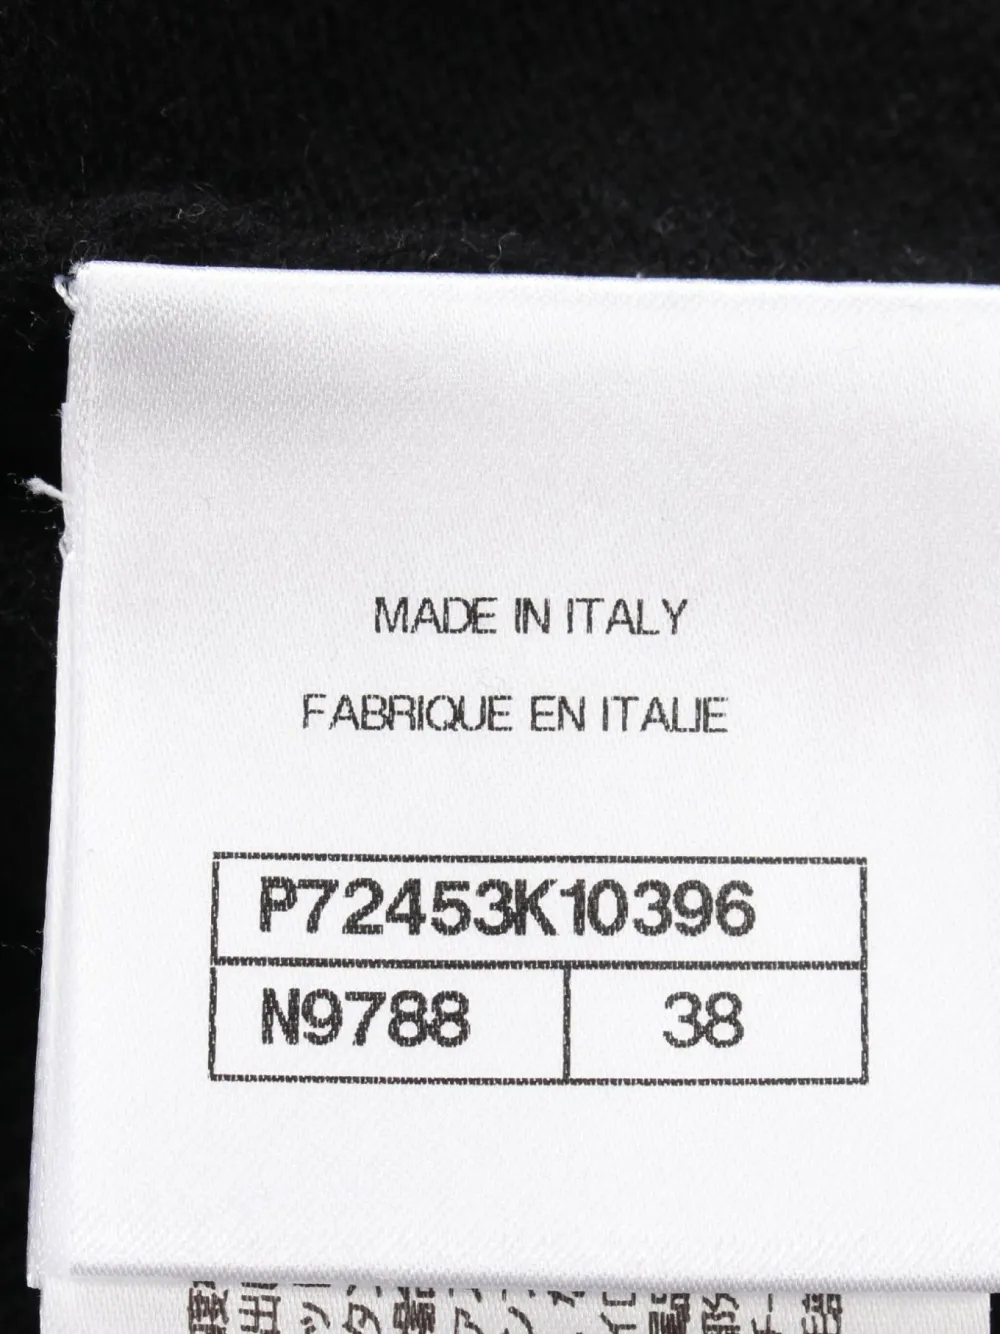 MADE IN ITALY
FABRIQUE EN ITALIE
P72453K10396
N9788 38